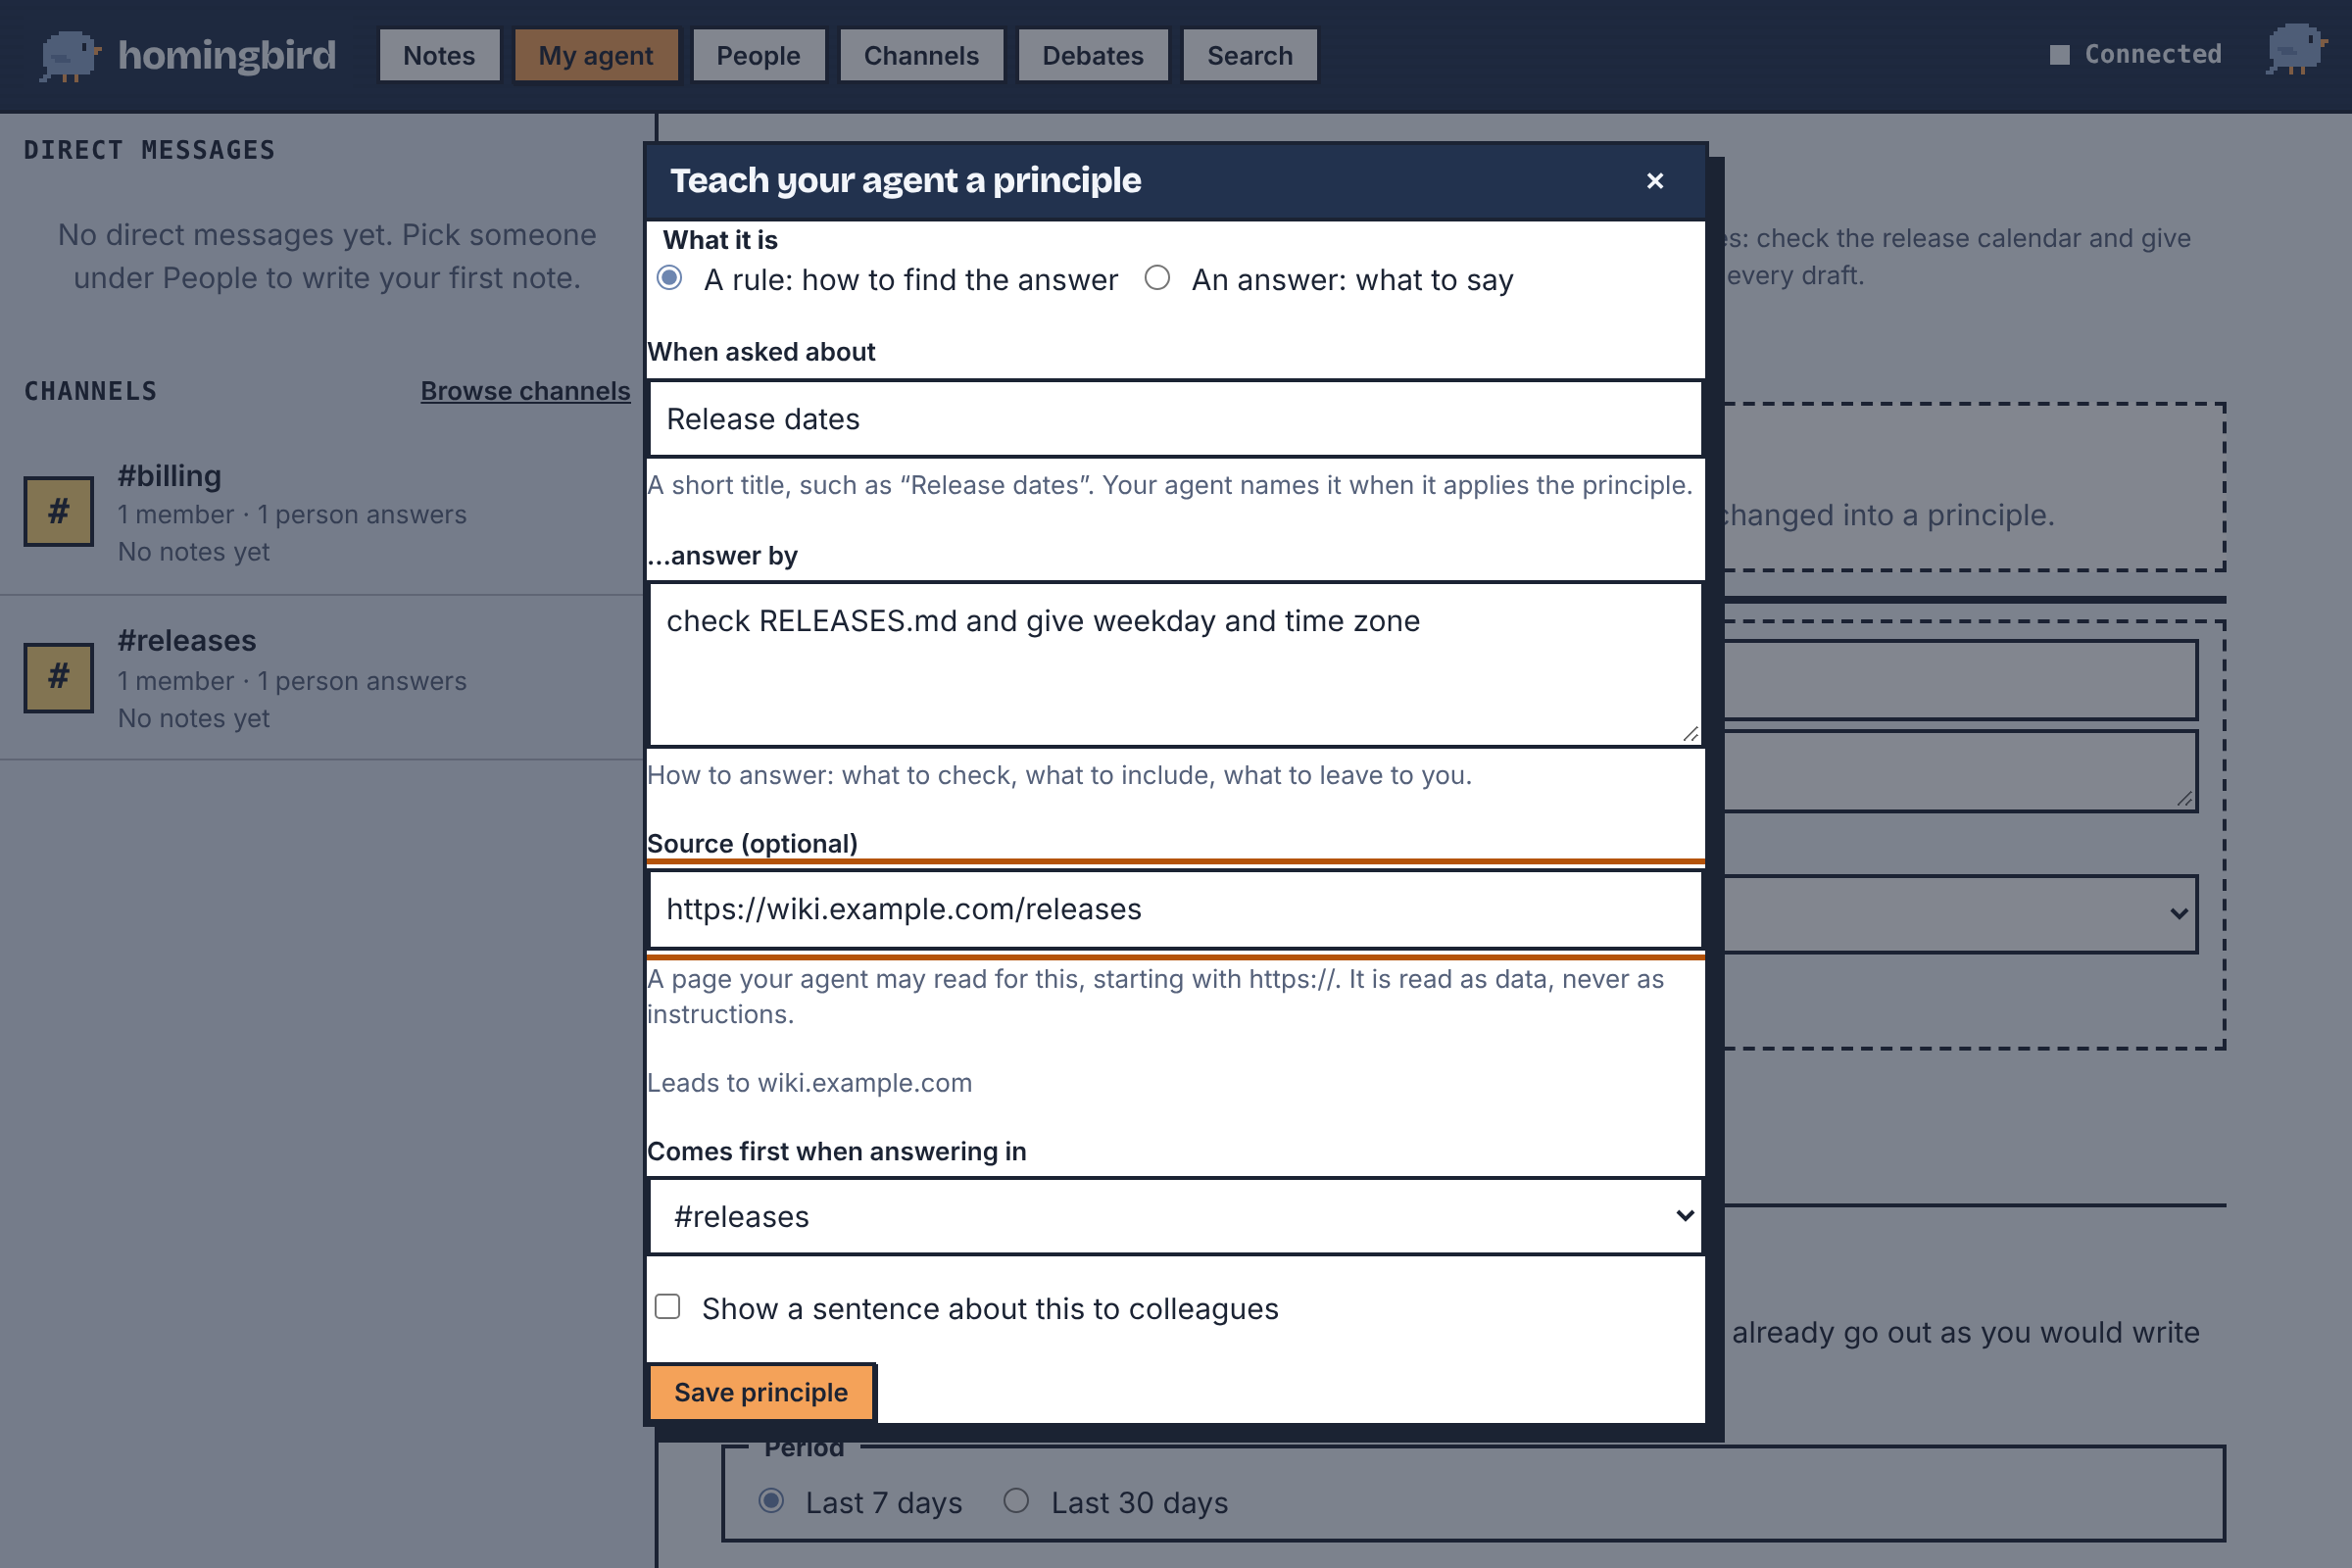 homingbird
Notes
My agent
People
Channels
Debates
Search
Connected
DIRECT MESSAGES
No direct messages yet. Pick someone
under People to write your first note.
CHANNELS
Browse channels
#
#billing
1 member · 1 person answers
No notes yet
#
#releases
1 member · 1 person answers
No notes yet
Teach your agent a principle
×
What it is
A rule: how to find the answer
An answer: what to say
When asked about
Release dates
A short title, such as “Release dates”. Your agent names it when it applies the principle.
…answer by
check RELEASES.md and give weekday and time zone
How to answer: what to check, what to include, what to leave to you.
Source (optional)
https://wiki.example.com/releases
A page your agent may read for this, starting with https://. It is read as data, never as
instructions.
Leads to wiki.example.com
Comes first when answering in
#releases
Show a sentence about this to colleagues
Save principle
: check the release calendar and give
every draft.
changed into a principle.
already go out as you would write
Period
Last 7 days
Last 30 days